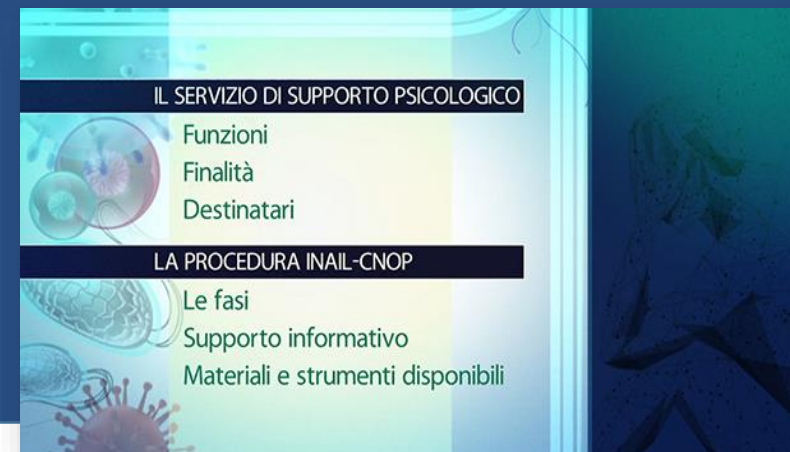 IL SERVIZIO DI SUPPORTO PSICOLOGICO
Funzioni
Finalità
Destinatari
LA PROCEDURA INAIL-CNOP
Le fasi
Supporto informativo
Materiali e strumenti disponibili